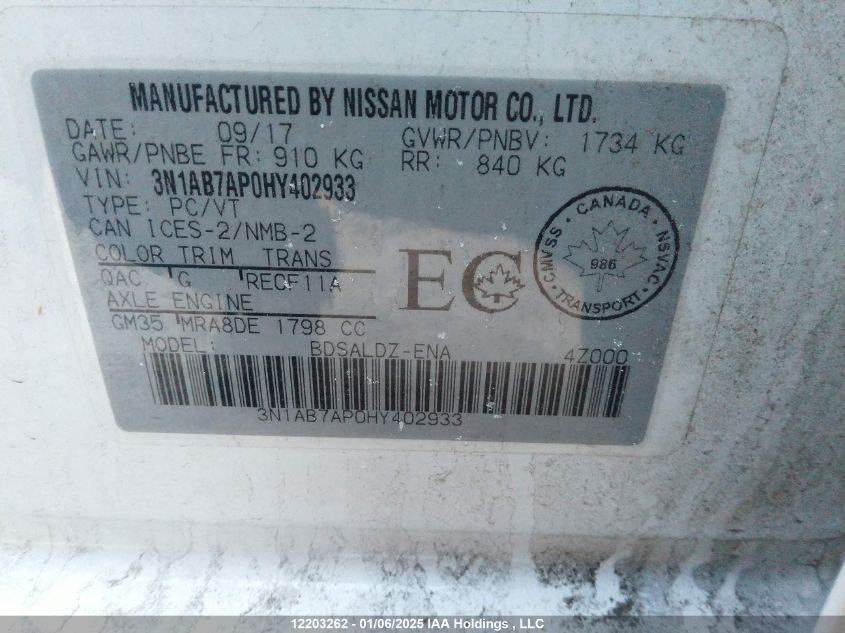 MANUFACTURED BY NISSAN MOTOR CO., LTD.
DATE: 09/17 GVWR/PNBV: 1734 KG
GAWR/PNBE FR: 910 KG RR: 840 KG
VIN: 3N1AB7AP0HY402933
TYPE: PC/VT
CAN ICES-2/NMB-2
COLOR TRIM TRANS
QAC G RE0F11A
AXLE ENGINE
GM35 MRA8DE 1798 CC
EC
CMVSS • CANADA • NSVAC
986
TRANSPORT
MODEL: BDSALDZ-ENA 4Z000
3N1AB7AP0HY402933
12203262 - 01/06/2025 IAA Holdings , LLC